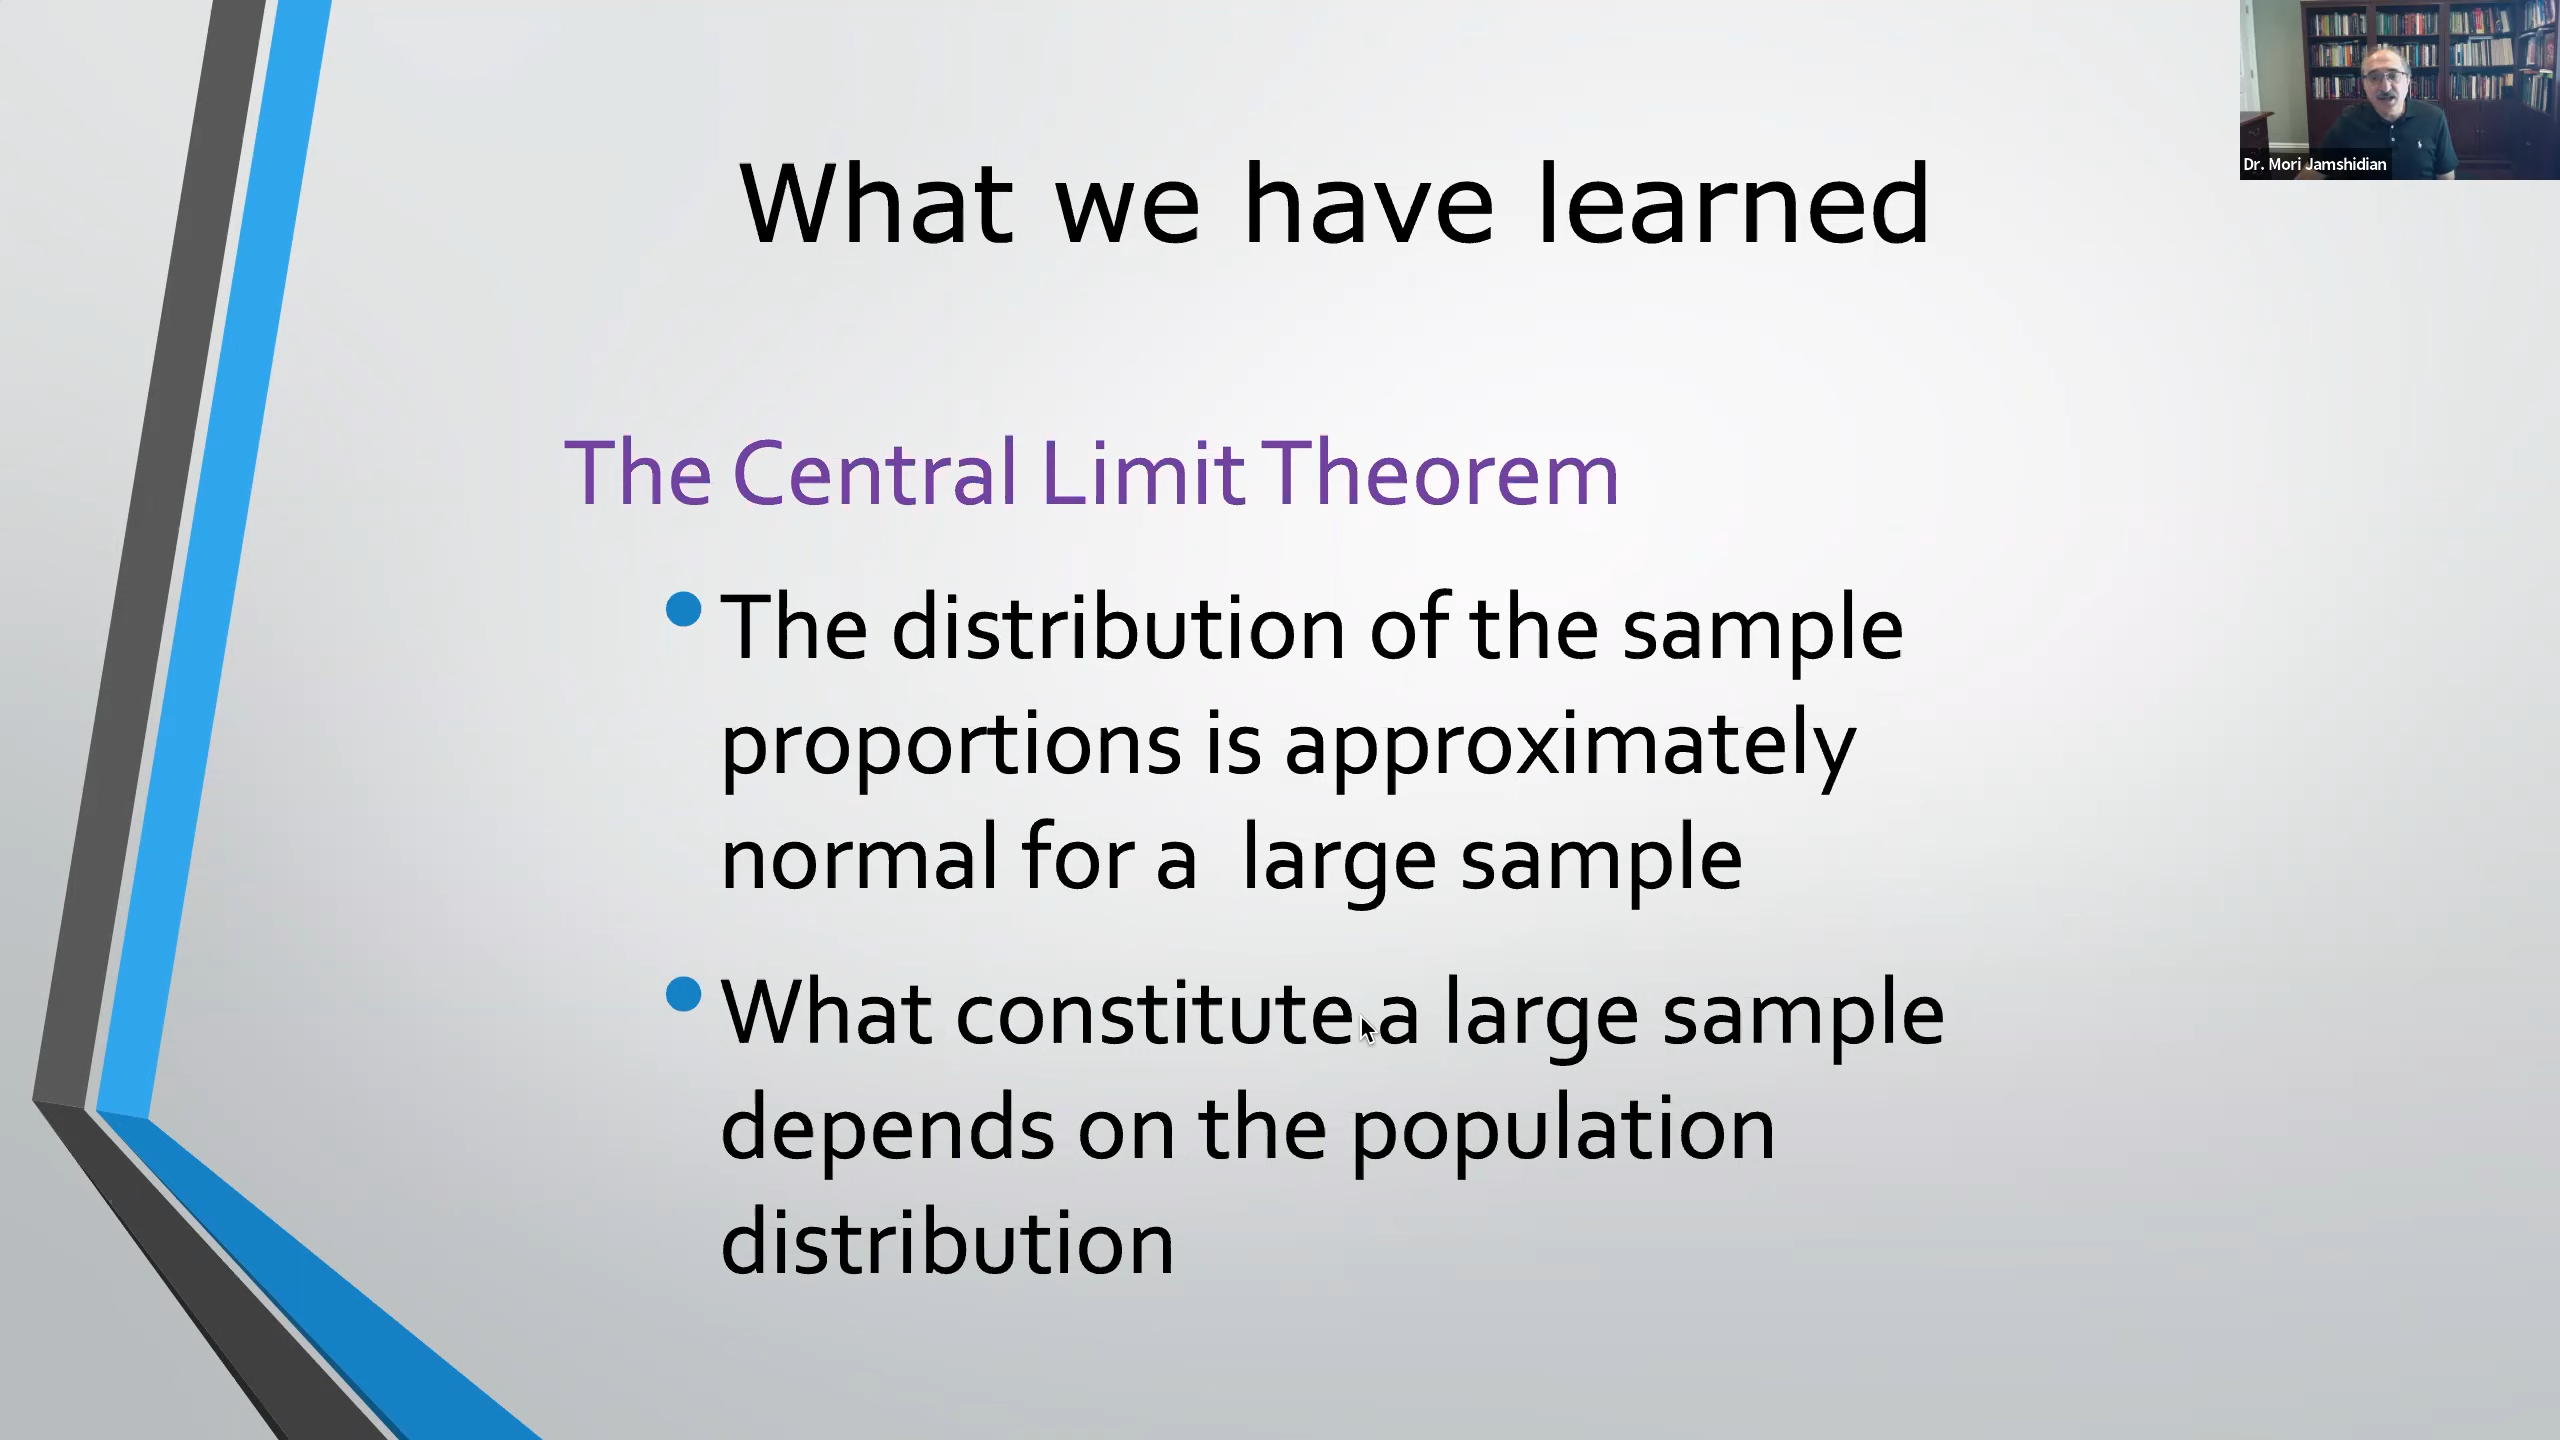 What we have learned
Dr. Mori Jamshidian
The Central Limit Theorem
• The distribution of the sample
proportions is approximately
normal for a  large sample
• What constitute a large sample
depends on the population
distribution